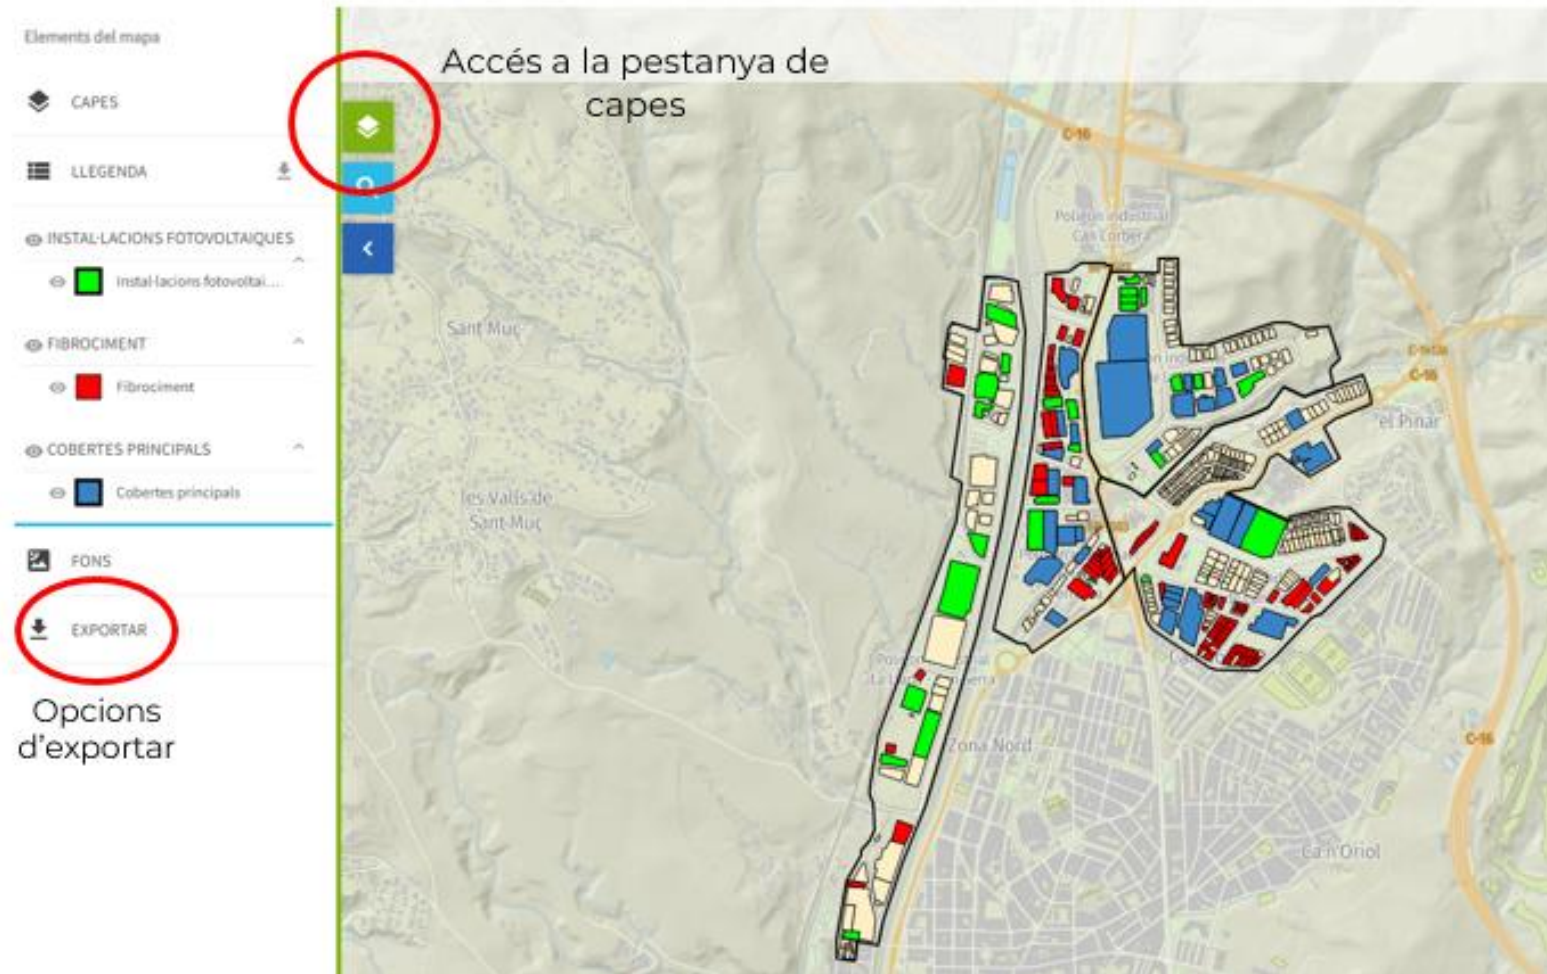 Elements del mapa
CAPES
LLEGENDA
INSTAL·LACIONS FOTOVOLTAIQUES
Instal·lacions fotovoltai....
FIBROCIMENT
Fibrociment
COBERTES PRINCIPALS
Cobertes principals
FONS
EXPORTAR
Opcions
d'exportar
Accés a la pestanya de
capes
C-16
Polígon industrial
Can Corbera
Sant Muç
C-16
el Pinar
les Valls de
Sant Muç
Zona Nord
C-16
Ca n'Oriol